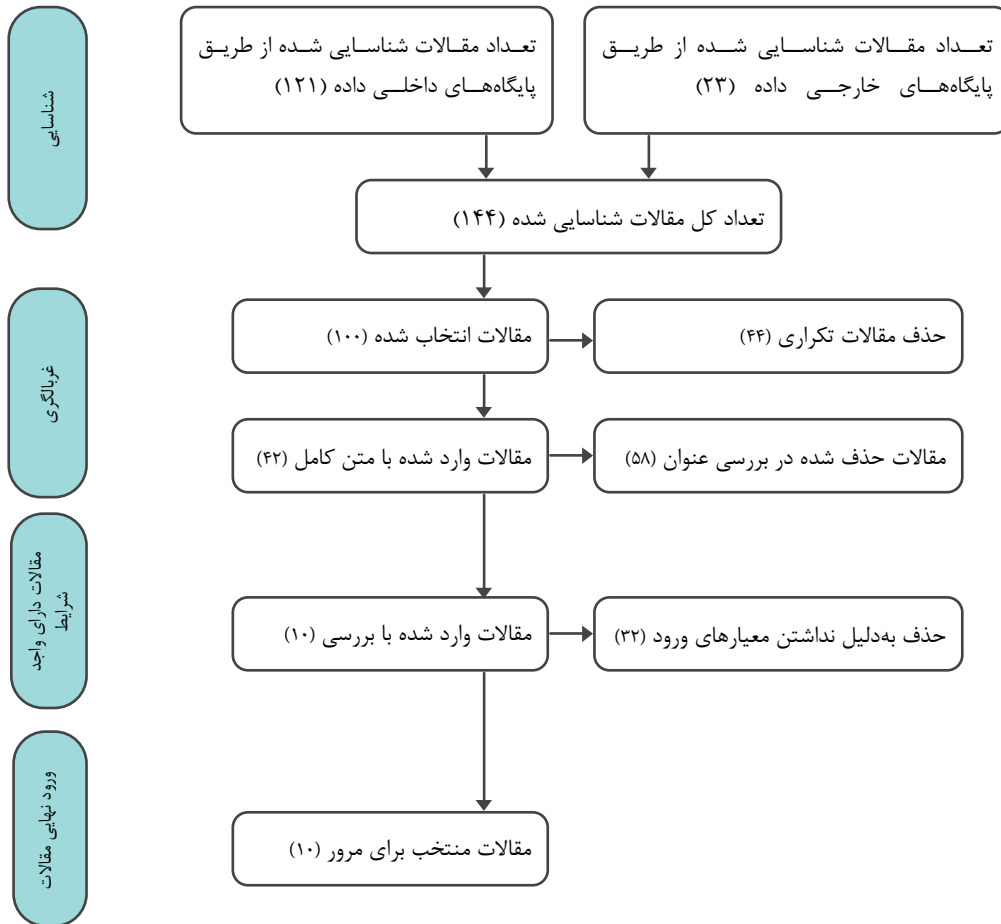 شناسایی
تعداد مقالات شناسایی شده از طریق
پایگاه‌های خارجی داده (۲۳)
تعداد مقالات شناسایی شده از طریق
پایگاه‌های داخلی داده (۱۲۱)
تعداد کل مقالات شناسایی شده (۱۴۴)
غربالگری
مقالات انتخاب شده (۱۰۰)
حذف مقالات تکراری (۴۴)
مقالات وارد شده با متن کامل (۴۲)
مقالات حذف شده در بررسی عنوان (۵۸)
مقالات دارای واجد
شرایط
مقالات وارد شده با بررسی (۱۰)
حذف به‌دلیل نداشتن معیارهای ورود (۳۲)
ورود نهایی مقالات
مقالات منتخب برای مرور (۱۰)